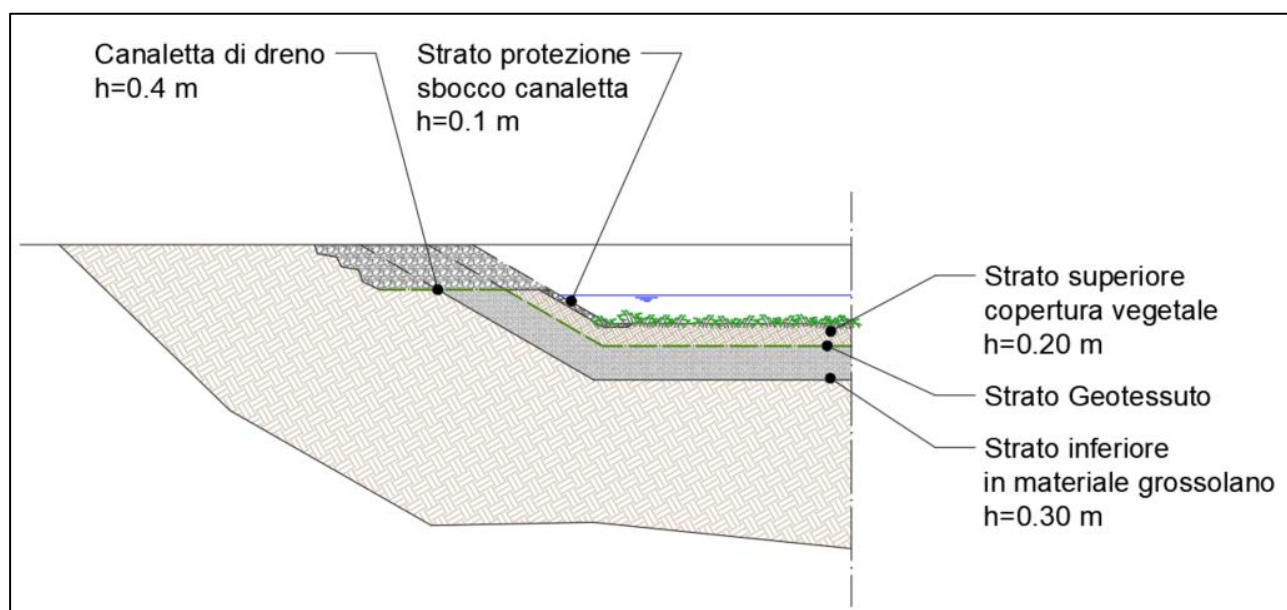 Canaletta di dreno
h=0.4 m
Strato protezione
sbocco canaletta
h=0.1 m
Strato superiore
copertura vegetale
h=0.20 m
Strato Geotessuto
Strato inferiore
in materiale grossolano
h=0.30 m